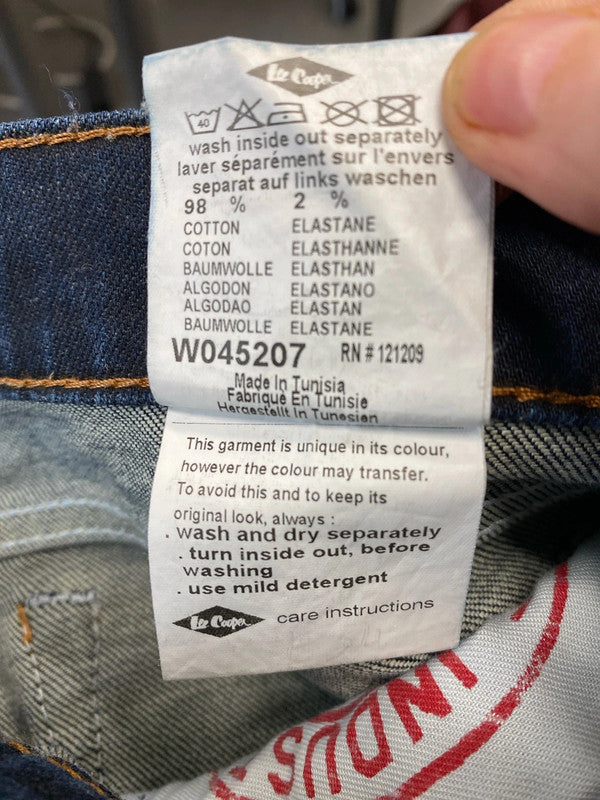 Lee Cooper
40
wash inside out separately
laver séparément sur l'envers
separat auf links waschen
98 % 2 %
COTTON ELASTANE
COTON ELASTHANNE
BAUMWOLLE ELASTHAN
ALGODON ELASTANO
ALGODAO ELASTAN
BAUMWOLLE ELASTANE
W045207 RN # 121209
Made In Tunisia
Fabriqué En Tunisie
Hergestellt In Tunesien
This garment is unique in its colour,
however the colour may transfer.
To avoid this and to keep its
original look, always :
. wash and dry separately
. turn inside out, before
washing
. use mild detergent
Lee Cooper care instructions
INDUS